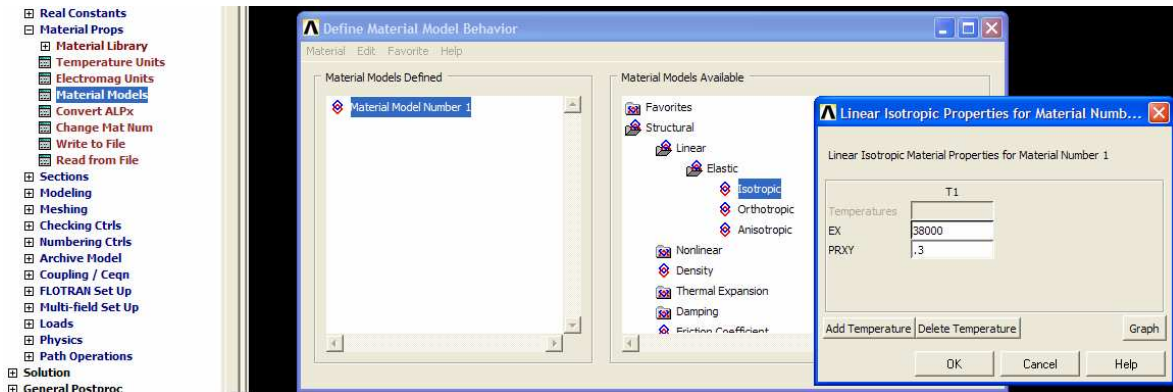 Real Constants
Material Props
Material Library
Temperature Units
Electromag Units
Material Models
Convert ALPx
Change Mat Num
Write to File
Read from File
Sections
Modeling
Meshing
Checking Ctrls
Numbering Ctrls
Archive Model
Coupling / Ceqn
FLOTRAN Set Up
Multi-field Set Up
Loads
Physics
Path Operations
Solution
General Postproc
Define Material Model Behavior
Material Edit Favorite Help
Material Models Defined
Material Model Number 1
Material Models Available
Favorites
Structural
Linear
Elastic
Isotropic
Orthotropic
Anisotropic
Nonlinear
Density
Thermal Expansion
Damping
Friction Coefficient
Linear Isotropic Properties for Material Numb...
Linear Isotropic Material Properties for Material Number 1
T1
Temperatures
EX 38000
PRXY .3
Add Temperature Delete Temperature Graph
OK Cancel Help